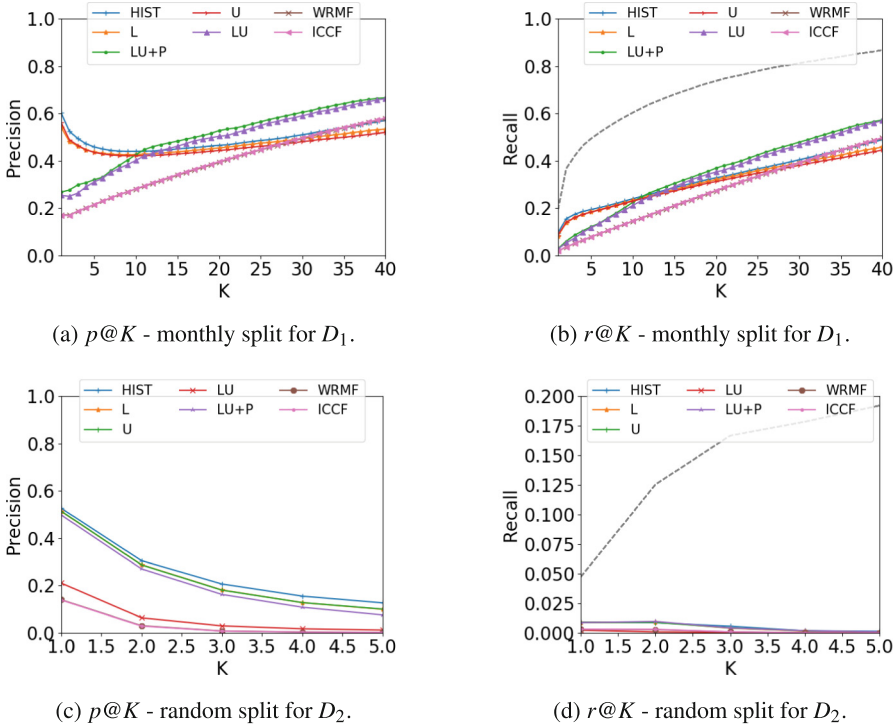 HIST U WRMF
L LU ICCF
LU+P
1.0
0.8
0.6
0.4
0.2
0.0
Precision
5 10 15 20 25 30 35 40
K
(a) p@K - monthly split for D₁.
HIST U WRMF
L LU ICCF
LU+P
1.0
0.8
0.6
0.4
0.2
0.0
Recall
5 10 15 20 25 30 35 40
K
(b) r@K - monthly split for D₁.
HIST LU WRMF
L LU+P ICCF
U
1.0
0.8
0.6
0.4
0.2
0.0
Precision
1.0 1.5 2.0 2.5 3.0 3.5 4.0 4.5 5.0
K
(c) p@K - random split for D₂.
HIST LU WRMF
L LU+P ICCF
U
0.200
0.175
0.150
0.125
0.100
0.075
0.050
0.025
0.000
Recall
1.0 1.5 2.0 2.5 3.0 3.5 4.0 4.5 5.0
K
(d) r@K - random split for D₂.